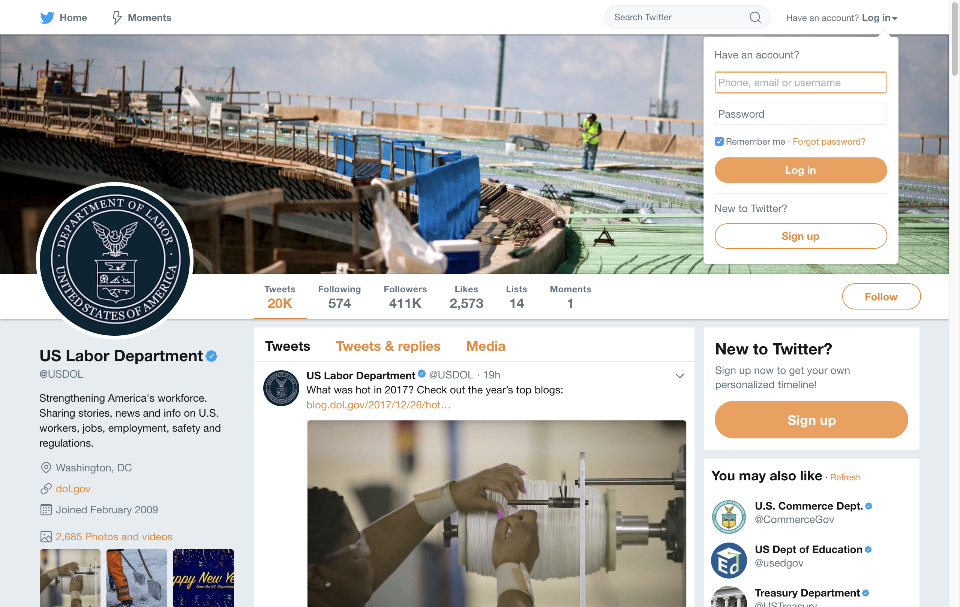 Home
Moments
Search Twitter
Have an account? Log in
Have an account?
Phone, email or username
Password
Remember me · Forgot password?
Log in
New to Twitter?
Sign up
DEPARTMENT OF LABOR
UNITED STATES OF AMERICA
Tweets
20K
Following
574
Followers
411K
Likes
2,573
Lists
14
Moments
1
Follow
US Labor Department
@USDOL
Strengthening America's workforce.
Sharing stories, news and info on U.S.
workers, jobs, employment, safety and
regulations.
Washington, DC
dol.gov
Joined February 2009
2,685 Photos and videos
Tweets
Tweets & replies
Media
US Labor Department @USDOL · 19h
What was hot in 2017? Check out the year's top blogs:
blog.dol.gov/2017/12/26/hot…
New to Twitter?
Sign up now to get your own
personalized timeline!
Sign up
You may also like · Refresh
U.S. Commerce Dept.
@CommerceGov
US Dept of Education
@usedgov
Ed
Treasury Department
@USTreasury